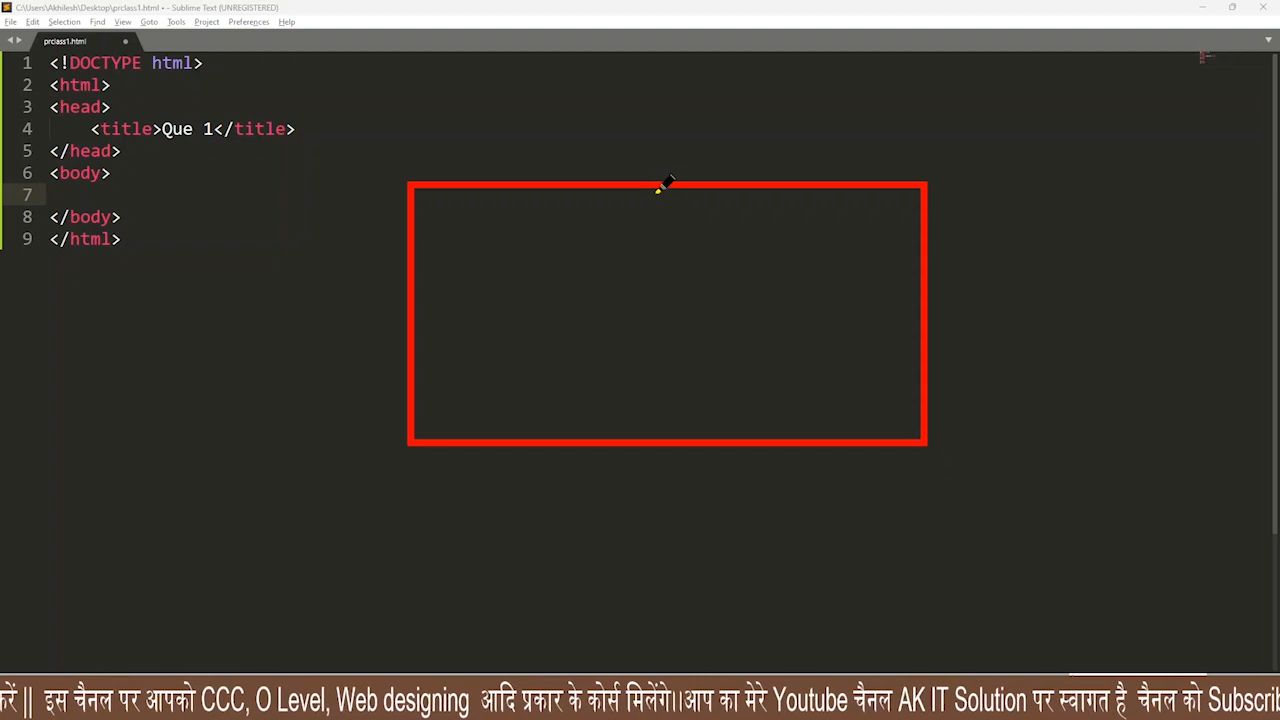 C:\Users\Akhilesh\Desktop\prclass1.html • - Sublime Text (UNREGISTERED)
File Edit Selection Find View Goto Tools Project Preferences Help
prclass1.html
1 <!DOCTYPE html>
2 <html>
3 <head>
4 <title>Que 1</title>
5 </head>
6 <body>
7
8 </body>
9 </html>
करें || इस चैनल पर आपको CCC, O Level, Web designing आदि प्रकार के कोर्स मिलेंगे।।आप का मेरे Youtube चैनल AK IT Solution पर स्वागत है चैनल को Subscrib